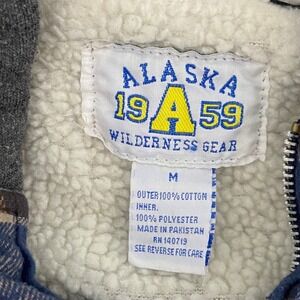 ALASKA
19 A 59
WILDERNESS GEAR
M
OUTER 100% COTTON
INNER.
100% POLYESTER
MADE IN PAKISTAN
RN 140719
SEE REVERSE FOR CARE